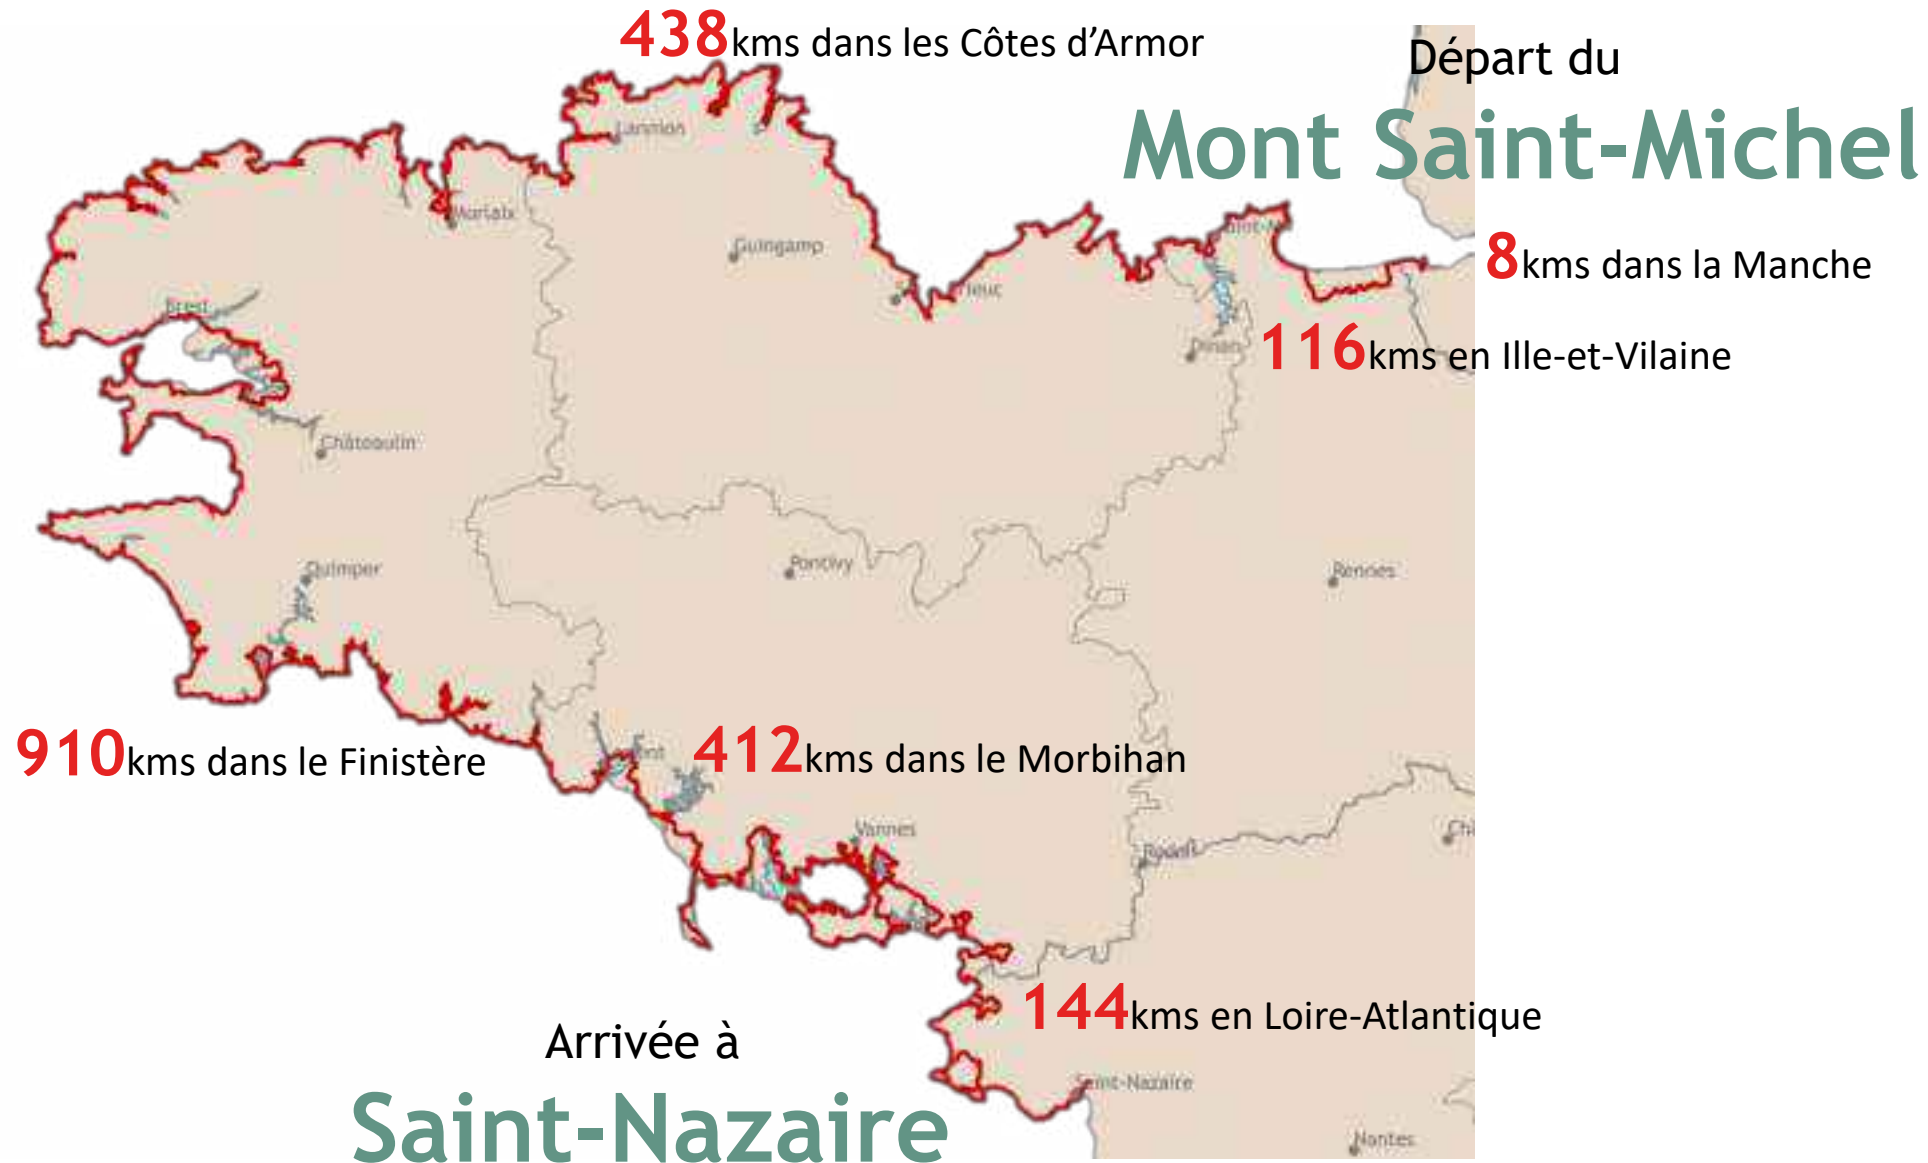 438kms dans les Côtes d'Armor
Départ du
Mont Saint-Michel
Lannion
Morlaix
Guingamp
8kms dans la Manche
Brest
116kms en Ille-et-Vilaine
Dinan
Châteaulin
Quimper
Pontivy
Rennes
910kms dans le Finistère
412kms dans le Morbihan
Vannes
Redon
144kms en Loire-Atlantique
Arrivée à
Saint-Nazaire
Saint-Nazaire
Nantes